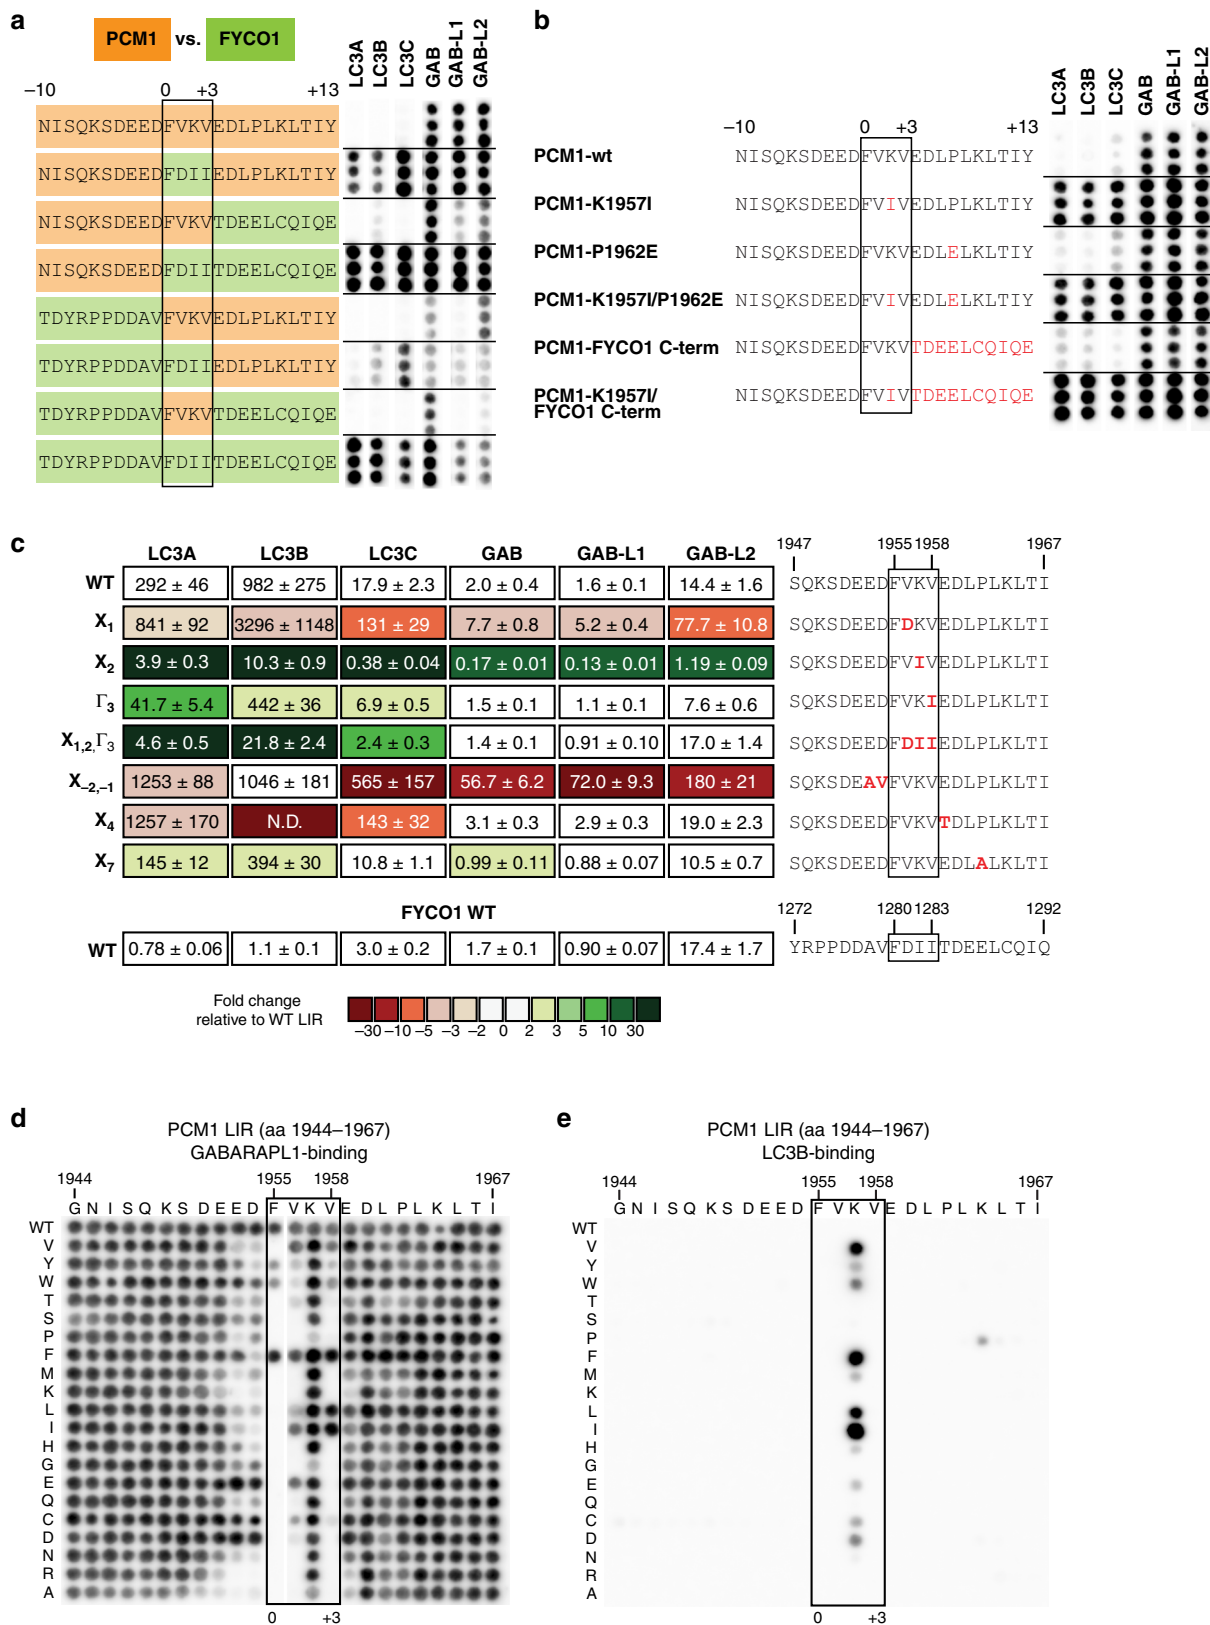 a
PCM1 vs. FYCO1
LC3A LC3B LC3C GAB GAB-L1 GAB-L2
–10 0 +3 +13
NISQKSDEEDFVKVEDLPLKLTIY
NISQKSDEEDFDIIEDLPLKLTIY
NISQKSDEEDFVKVTDEELCQIQE
NISQKSDEEDFDIITDEELCQIQE
TDYRPPDDAVFVKVEDLPLKLTIY
TDYRPPDDAVFDIIEDLPLKLTIY
TDYRPPDDAVFVKVTDEELCQIQE
TDYRPPDDAVFDIITDEELCQIQE
b
LC3A LC3B LC3C GAB GAB-L1 GAB-L2
–10 0 +3 +13
PCM1-wt NISQKSDEEDFVKVEDLPLKLTIY
PCM1-K1957I NISQKSDEEDFVIVEDLPLKLTIY
PCM1-P1962E NISQKSDEEDFVKVEDLELKLTIY
PCM1-K1957I/P1962E NISQKSDEEDFVIVEDLELKLTIY
PCM1-FYCO1 C-term NISQKSDEEDFVKVTDEELCQIQE
PCM1-K1957I/
FYCO1 C-term NISQKSDEEDFVIVTDEELCQIQE
c
LC3A LC3B LC3C GAB GAB-L1 GAB-L2
1947 1955 1958 1967
WT 292 ± 46 982 ± 275 17.9 ± 2.3 2.0 ± 0.4 1.6 ± 0.1 14.4 ± 1.6 SQKSDEEDFVKVEDLPLKLTI
X1 841 ± 92 3296 ± 1148 131 ± 29 7.7 ± 0.8 5.2 ± 0.4 77.7 ± 10.8 SQKSDEEDFDKVEDLPLKLTI
X2 3.9 ± 0.3 10.3 ± 0.9 0.38 ± 0.04 0.17 ± 0.01 0.13 ± 0.01 1.19 ± 0.09 SQKSDEEDFVIVEDLPLKLTI
Γ3 41.7 ± 5.4 442 ± 36 6.9 ± 0.5 1.5 ± 0.1 1.1 ± 0.1 7.6 ± 0.6 SQKSDEEDFVKIEDLPLKLTI
X1,2,Γ3 4.6 ± 0.5 21.8 ± 2.4 2.4 ± 0.3 1.4 ± 0.1 0.91 ± 0.10 17.0 ± 1.4 SQKSDEEDFDIIEDLPLKLTI
X–2,–1 1253 ± 88 1046 ± 181 565 ± 157 56.7 ± 6.2 72.0 ± 9.3 180 ± 21 SQKSDEAVFVKVEDLPLKLTI
X4 1257 ± 170 N.D. 143 ± 32 3.1 ± 0.3 2.9 ± 0.3 19.0 ± 2.3 SQKSDEEDFVKVTDLPLKLTI
X7 145 ± 12 394 ± 30 10.8 ± 1.1 0.99 ± 0.11 0.88 ± 0.07 10.5 ± 0.7 SQKSDEEDFVKVEDLALKLTI
FYCO1 WT
1272 1280 1283 1292
WT 0.78 ± 0.06 1.1 ± 0.1 3.0 ± 0.2 1.7 ± 0.1 0.90 ± 0.07 17.4 ± 1.7 YRPPDDAVFDIITDEELCQIQ
Fold change
relative to WT LIR
–30 –10 –5 –3 –2 0 2 3 5 10 30
d
PCM1 LIR (aa 1944–1967)
GABARAPL1-binding
1944 1955 1958 1967
G N I S Q K S D E E D F V K V E D L P L K L T I
WT
V
Y
W
T
S
P
F
M
K
L
I
H
G
E
Q
C
D
N
R
A
0 +3
e
PCM1 LIR (aa 1944–1967)
LC3B-binding
1944 1955 1958 1967
G N I S Q K S D E E D F V K V E D L P L K L T I
WT
V
Y
W
T
S
P
F
M
K
L
I
H
G
E
Q
C
D
N
R
A
0 +3